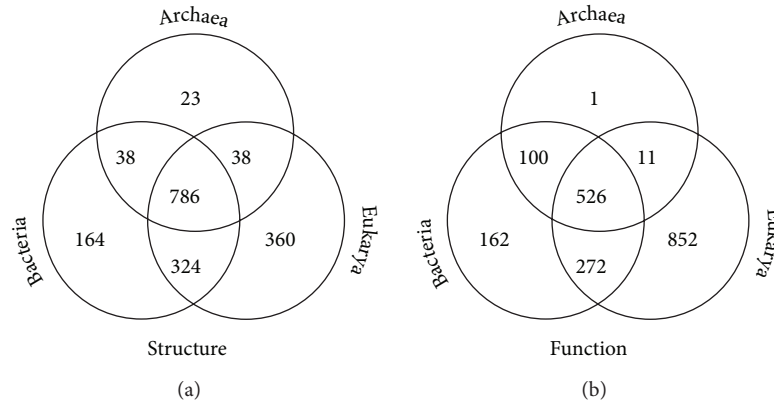 Archaea
23
38
38
786
Bacteria
164
324
360
Eukarya
Structure
(a)
Archaea
1
100
11
526
Bacteria
162
272
852
Eukarya
Function
(b)